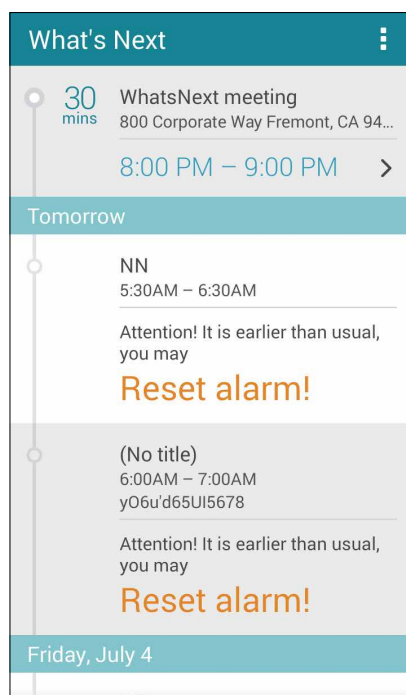 What's Next
30
mins
WhatsNext meeting
800 Corporate Way Fremont, CA 94...
8:00 PM – 9:00 PM
Tomorrow
NN
5:30AM – 6:30AM
Attention! It is earlier than usual,
you may
Reset alarm!
(No title)
6:00AM – 7:00AM
yO6u'd65UI5678
Attention! It is earlier than usual,
you may
Reset alarm!
Friday, July 4